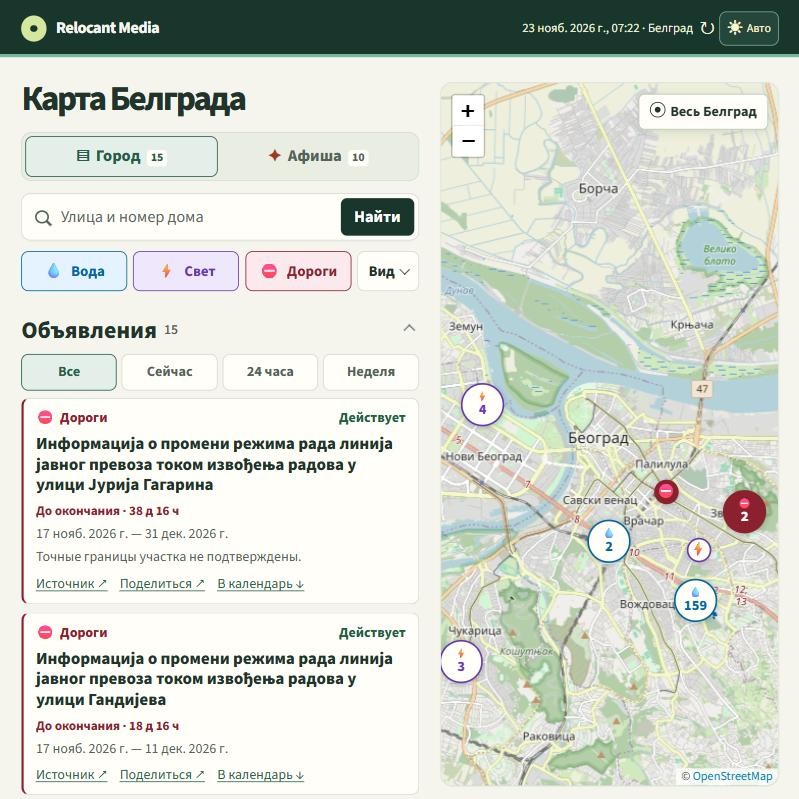 Relocant Media
23 нояб. 2026 г., 07:22 · Белград ↻ Авто
Карта Белграда
Город 15
Афиша 10
Улица и номер дома
Найти
Вода
Свет
Дороги
Вид
Объявления 15
Все
Сейчас
24 часа
Неделя
Дороги
Действует
Информација о промени режима рада линија
јавног превоза током извођења радова у
улици Јурија Гагарина
До окончания · 38 д 16 ч
17 нояб. 2026 г. — 31 дек. 2026 г.
Точные границы участка не подтверждены.
Источник ↗ Поделиться ↗ В календарь ↓
Дороги
Действует
Информација о промени режима рада линија
јавног превоза током извођења радова у
улици Гандијева
До окончания · 18 д 16 ч
17 нояб. 2026 г. — 11 дек. 2026 г.
Источник ↗ Поделиться ↗ В календарь ↓
+
−
Весь Белград
Борча
Велико
блато
Дунав
Земун
Крњача
47
4
Београд
5
Нови Београд
Палилула
7
Савски венац
2
8
Врачар
2
10
11
12,
13
Вождовац
159
Чукарица
Кошутњак
3
Раковица
© OpenStreetMap